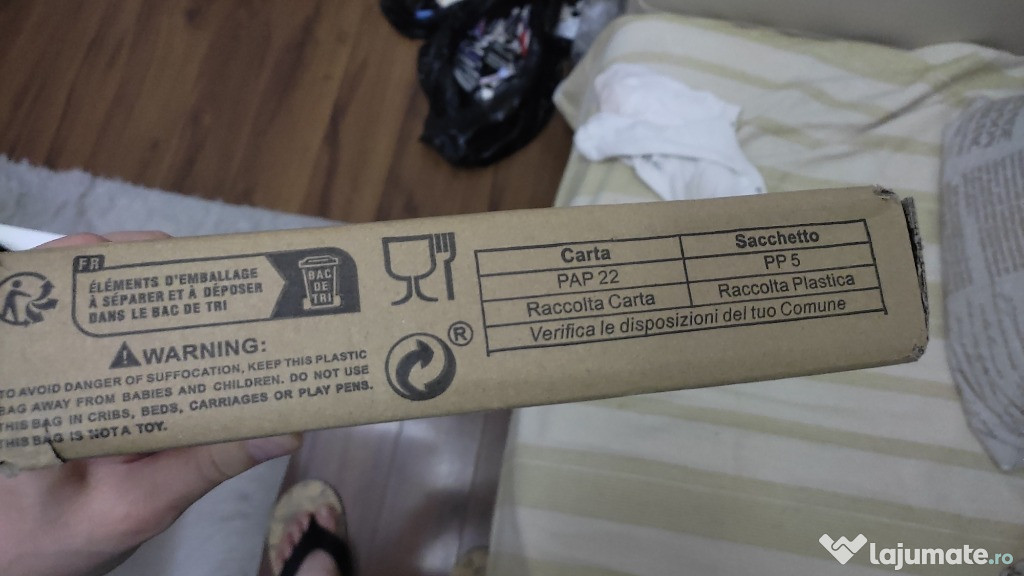 FR
ÉLÉMENTS D'EMBALLAGE
À SÉPARER ET À DÉPOSER
DANS LE BAC DE TRI
BAC
DE
TRI
WARNING:
TO AVOID DANGER OF SUFFOCATION, KEEP THIS PLASTIC
BAG AWAY FROM BABIES AND CHILDREN. DO NOT USE
THIS BAG IN CRIBS, BEDS, CARRIAGES OR PLAY PENS.
THIS BAG IS NOT A TOY.
®
Carta Sacchetto
PAP 22 PP 5
Raccolta Carta Raccolta Plastica
Verifica le disposizioni del tuo Comune
lajumate.ro